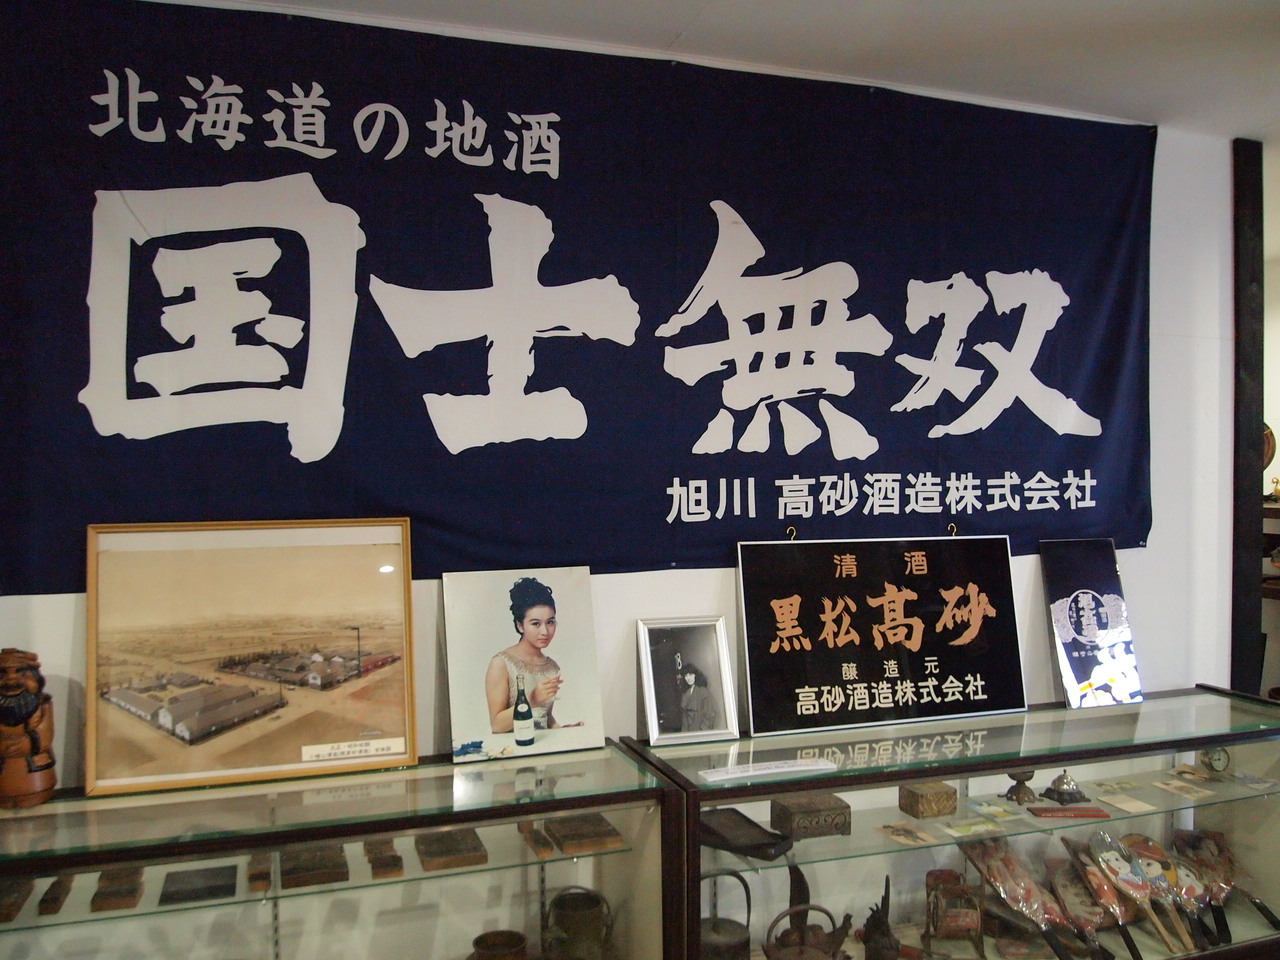 北海道の地酒
国士無双
旭川 高砂酒造株式会社
清酒
黒松高砂
醸造元
高砂酒造株式会社